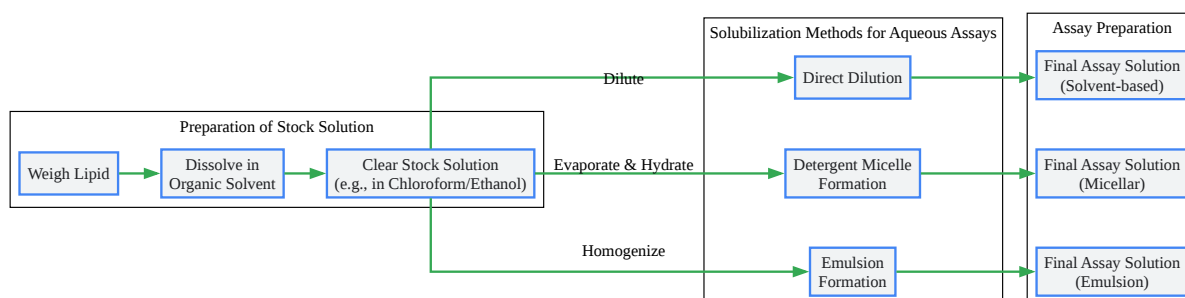 Preparation of Stock Solution
Weigh Lipid
Dissolve in
Organic Solvent
Clear Stock Solution
(e.g., in Chloroform/Ethanol)
Dilute
Evaporate & Hydrate
Homogenize
Solubilization Methods for Aqueous Assays
Direct Dilution
Detergent Micelle
Formation
Emulsion
Formation
Assay Preparation
Final Assay Solution
(Solvent-based)
Final Assay Solution
(Micellar)
Final Assay Solution
(Emulsion)